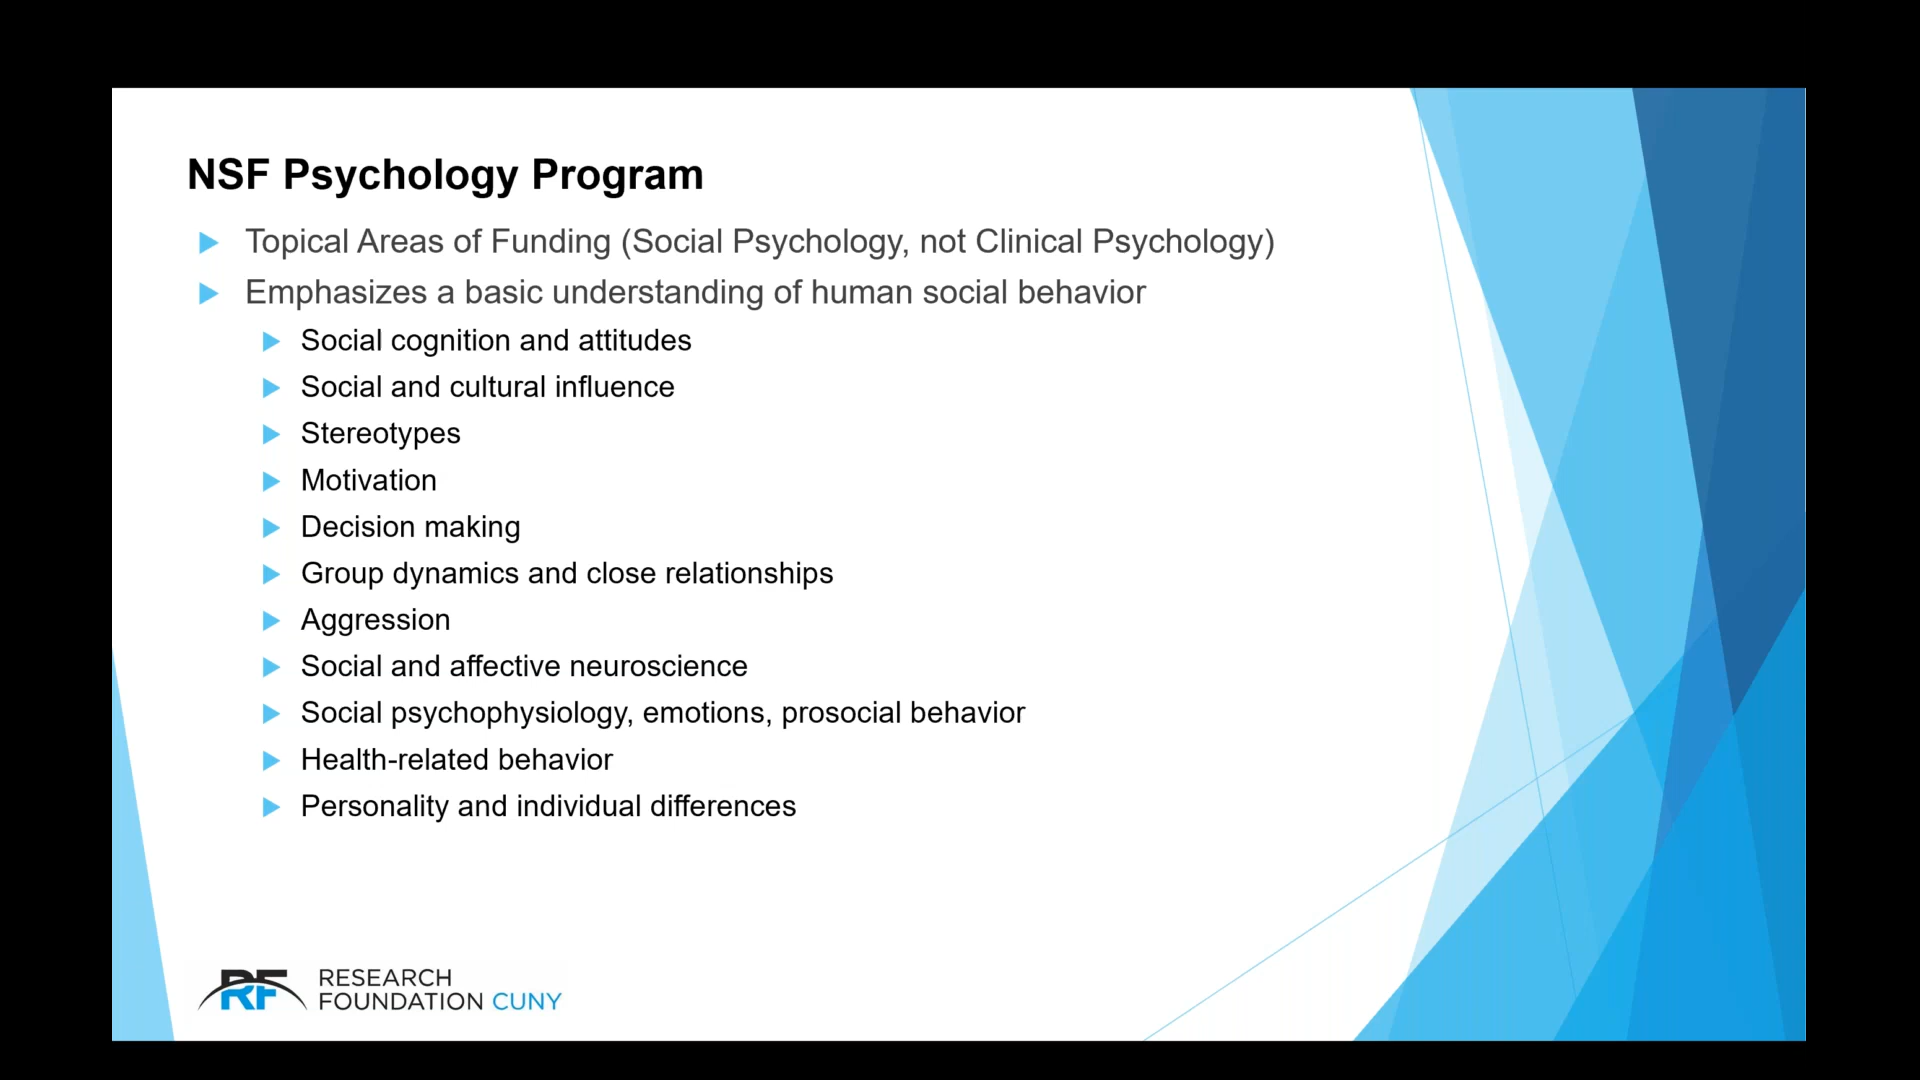 NSF Psychology Program
Topical Areas of Funding (Social Psychology, not Clinical Psychology)
Emphasizes a basic understanding of human social behavior
Social cognition and attitudes
Social and cultural influence
Stereotypes
Motivation
Decision making
Group dynamics and close relationships
Aggression
Social and affective neuroscience
Social psychophysiology, emotions, prosocial behavior
Health-related behavior
Personality and individual differences
RF
RESEARCH
FOUNDATION CUNY